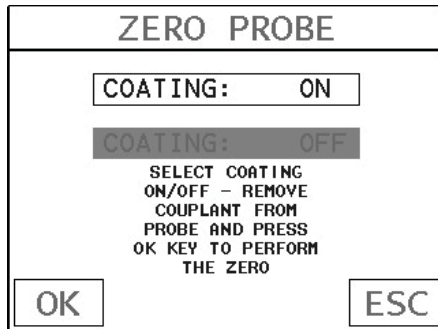 ZERO PROBE
COATING: ON
COATING: OFF
SELECT COATING
ON/OFF - REMOVE
COUPLANT FROM
PROBE AND PRESS
OK KEY TO PERFORM
THE ZERO
OK ESC